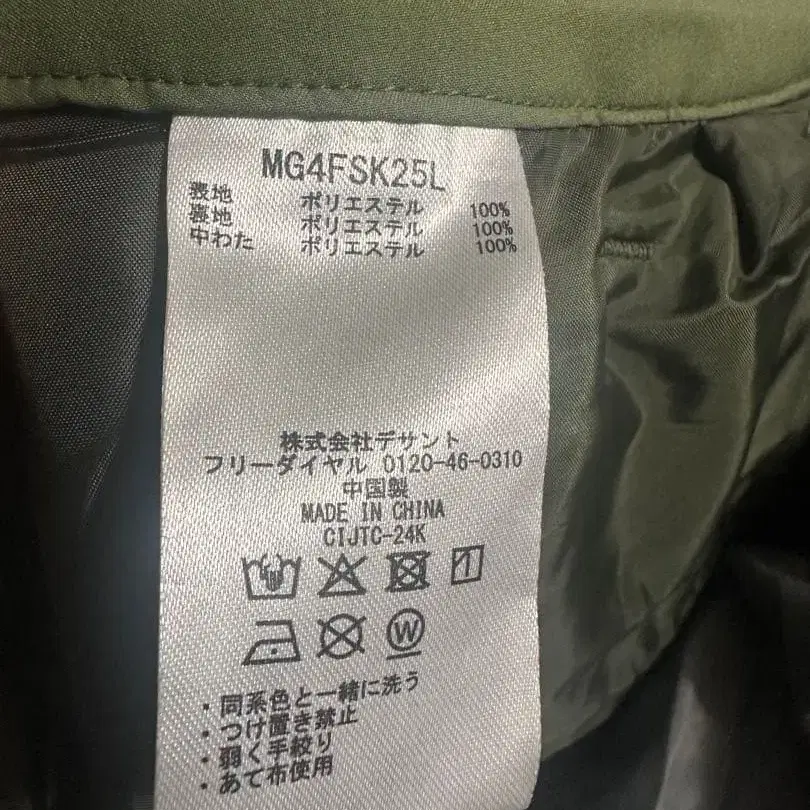 MG4FSK25L
表地 ポリエステル 100%
裏地 ポリエステル 100%
中わた ポリエステル 100%
株式会社デサント
フリーダイヤル 0120-46-0310
中国製
MADE IN CHINA
CIJTC-24K
W
・同系色と一緒に洗う
・つけ置き禁止
・弱く手絞り
・あて布使用